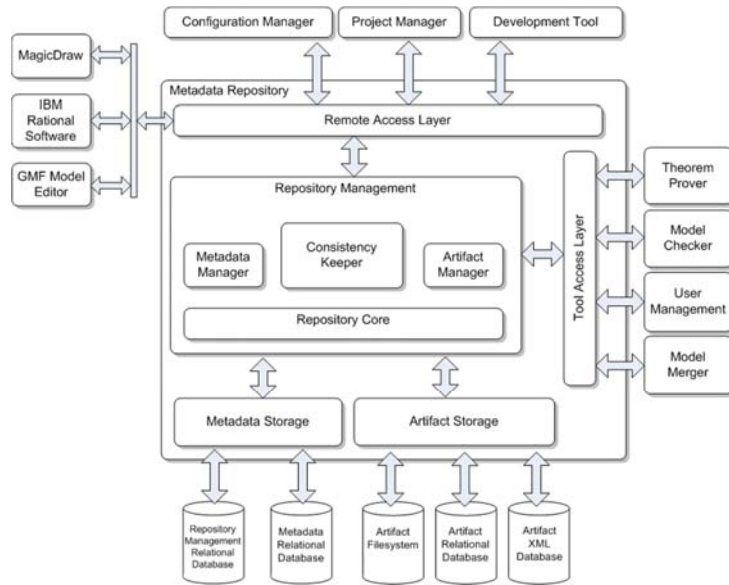 Configuration Manager
Project Manager
Development Tool
MagicDraw
IBM
Rational
Software
GMF Model
Editor
Metadata Repository
Remote Access Layer
Repository Management
Metadata
Manager
Consistency
Keeper
Artifact
Manager
Repository Core
Tool Access Layer
Theorem
Prover
Model
Checker
User
Management
Model
Merger
Metadata Storage
Artifact Storage
Repository
Management
Relational
Database
Metadata
Relational
Database
Artifact
Filesystem
Artifact
Relational
Database
Artifact
XML
Database